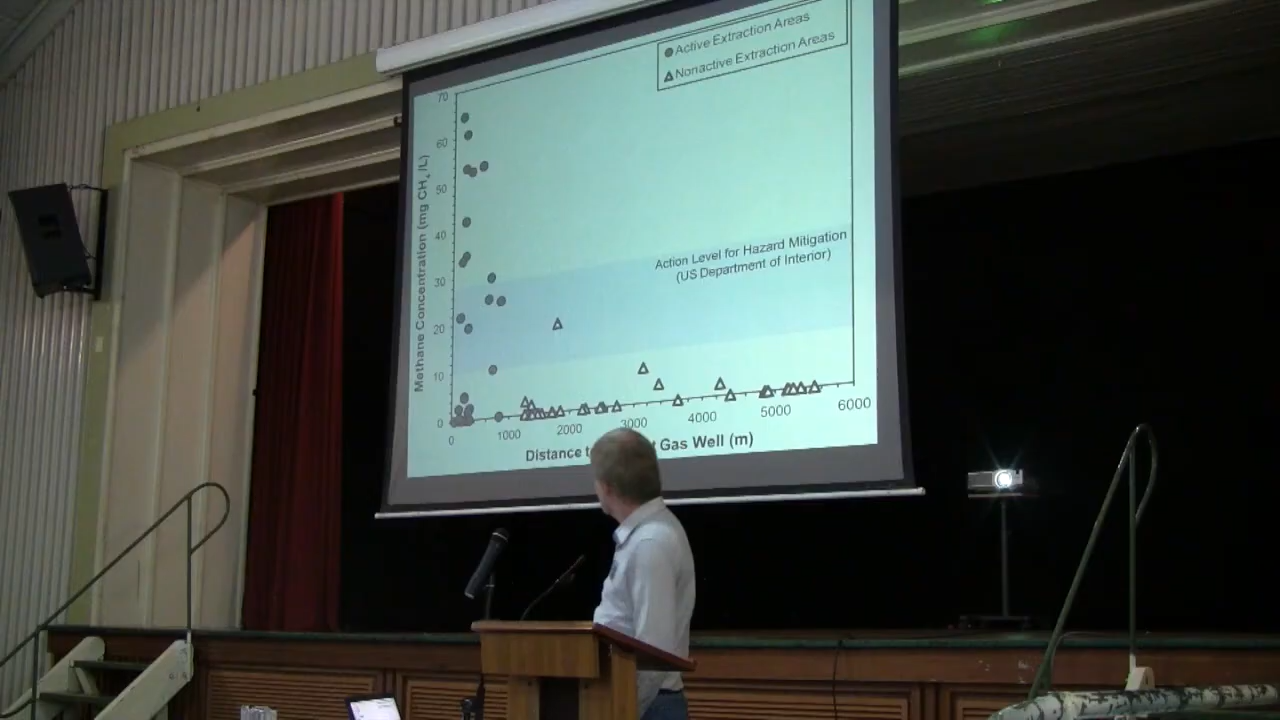 Active Extraction Areas
Nonactive Extraction Areas
70
60
50
40
30
20
10
0
Methane Concentration (mg CH4/L)
Action Level for Hazard Mitigation
(US Department of Interior)
0
1000
2000
3000
4000
5000
6000
Distance t Gas Well (m)